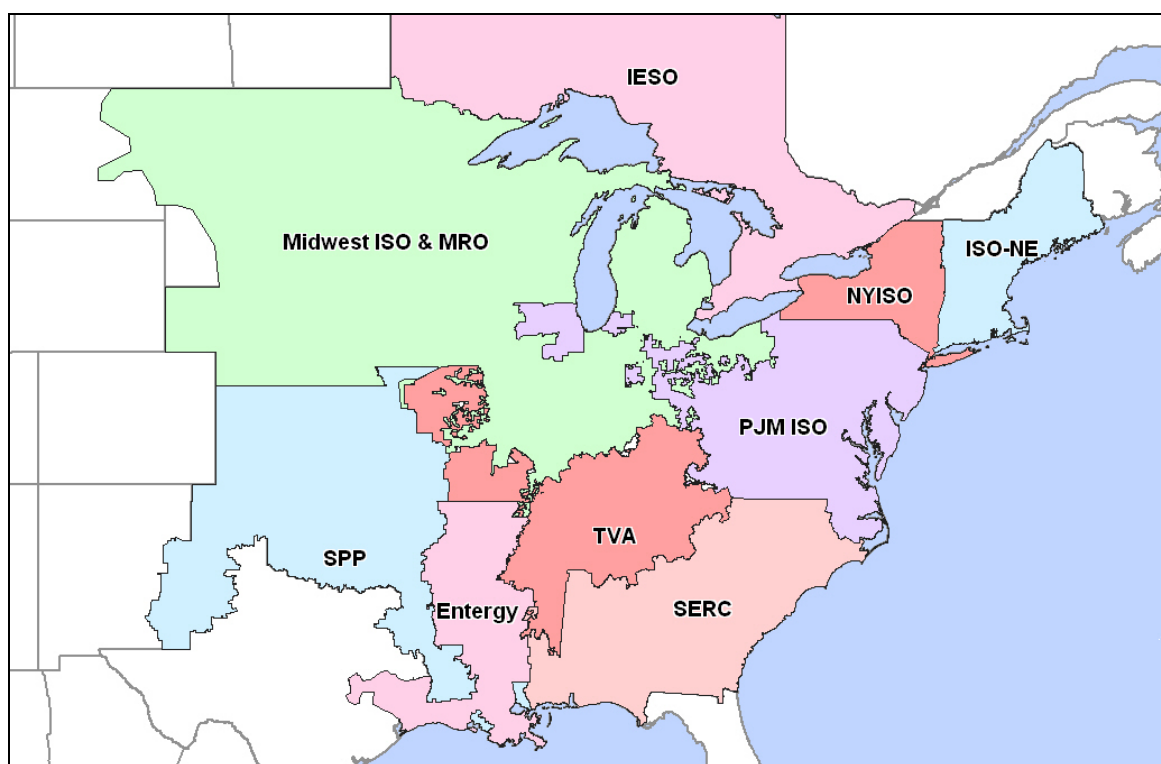 IESO
Midwest ISO & MRO
ISO-NE
NYISO
PJM ISO
TVA
SPP
Entergy
SERC